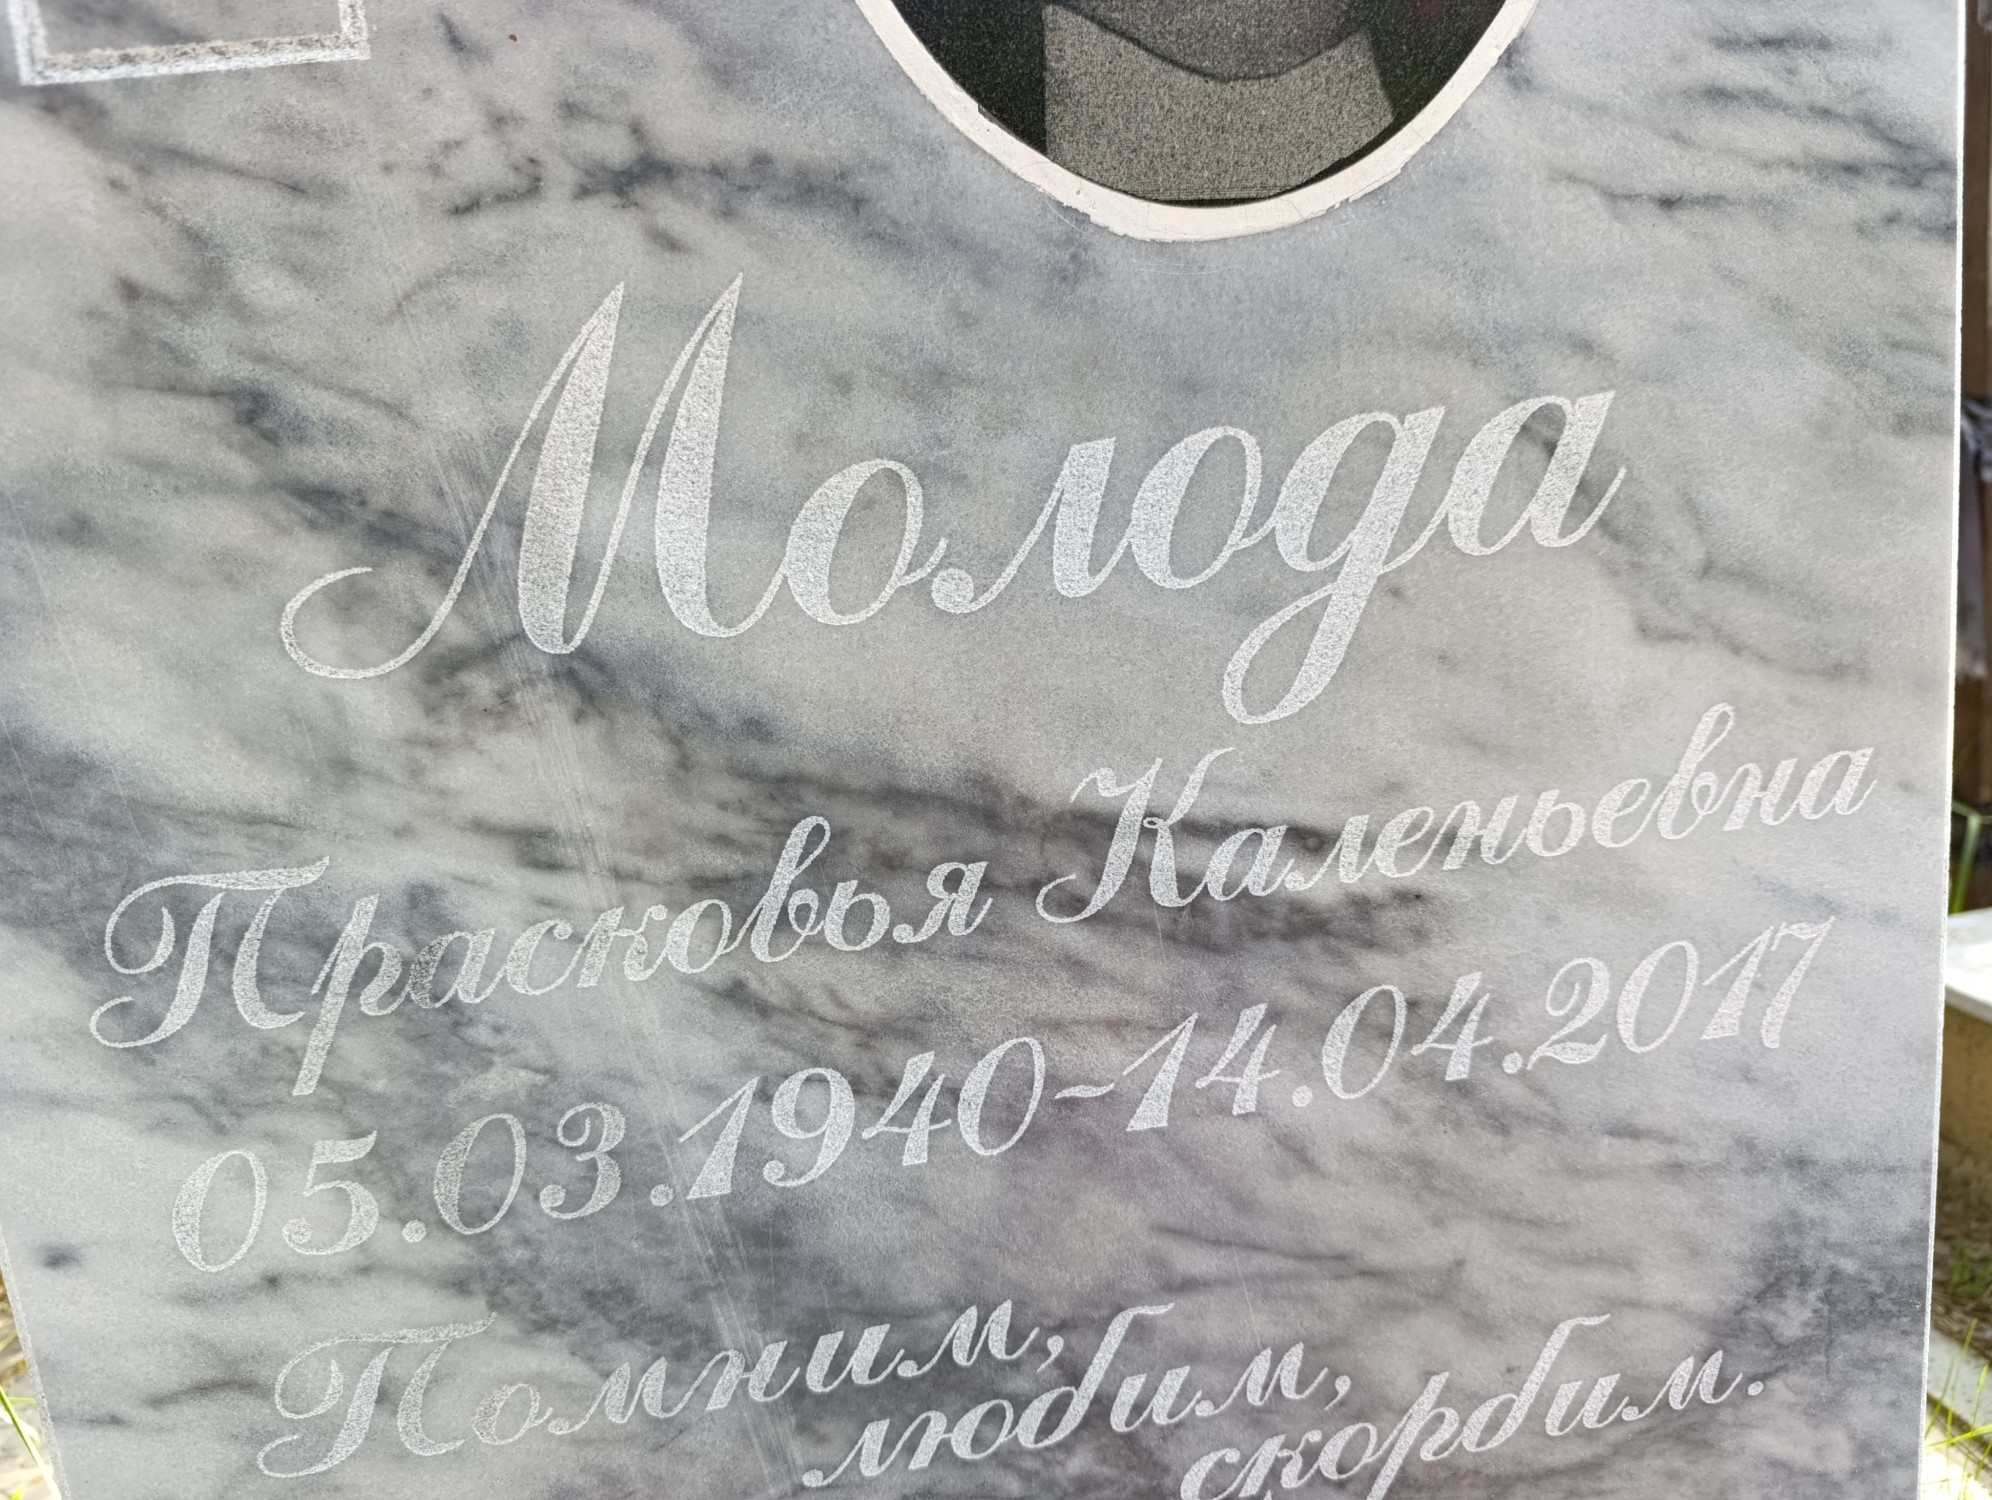 Молода
Прасковья Каленьевна
05.03.1940-14.04.2017
Помним,
любим,
скорбим.